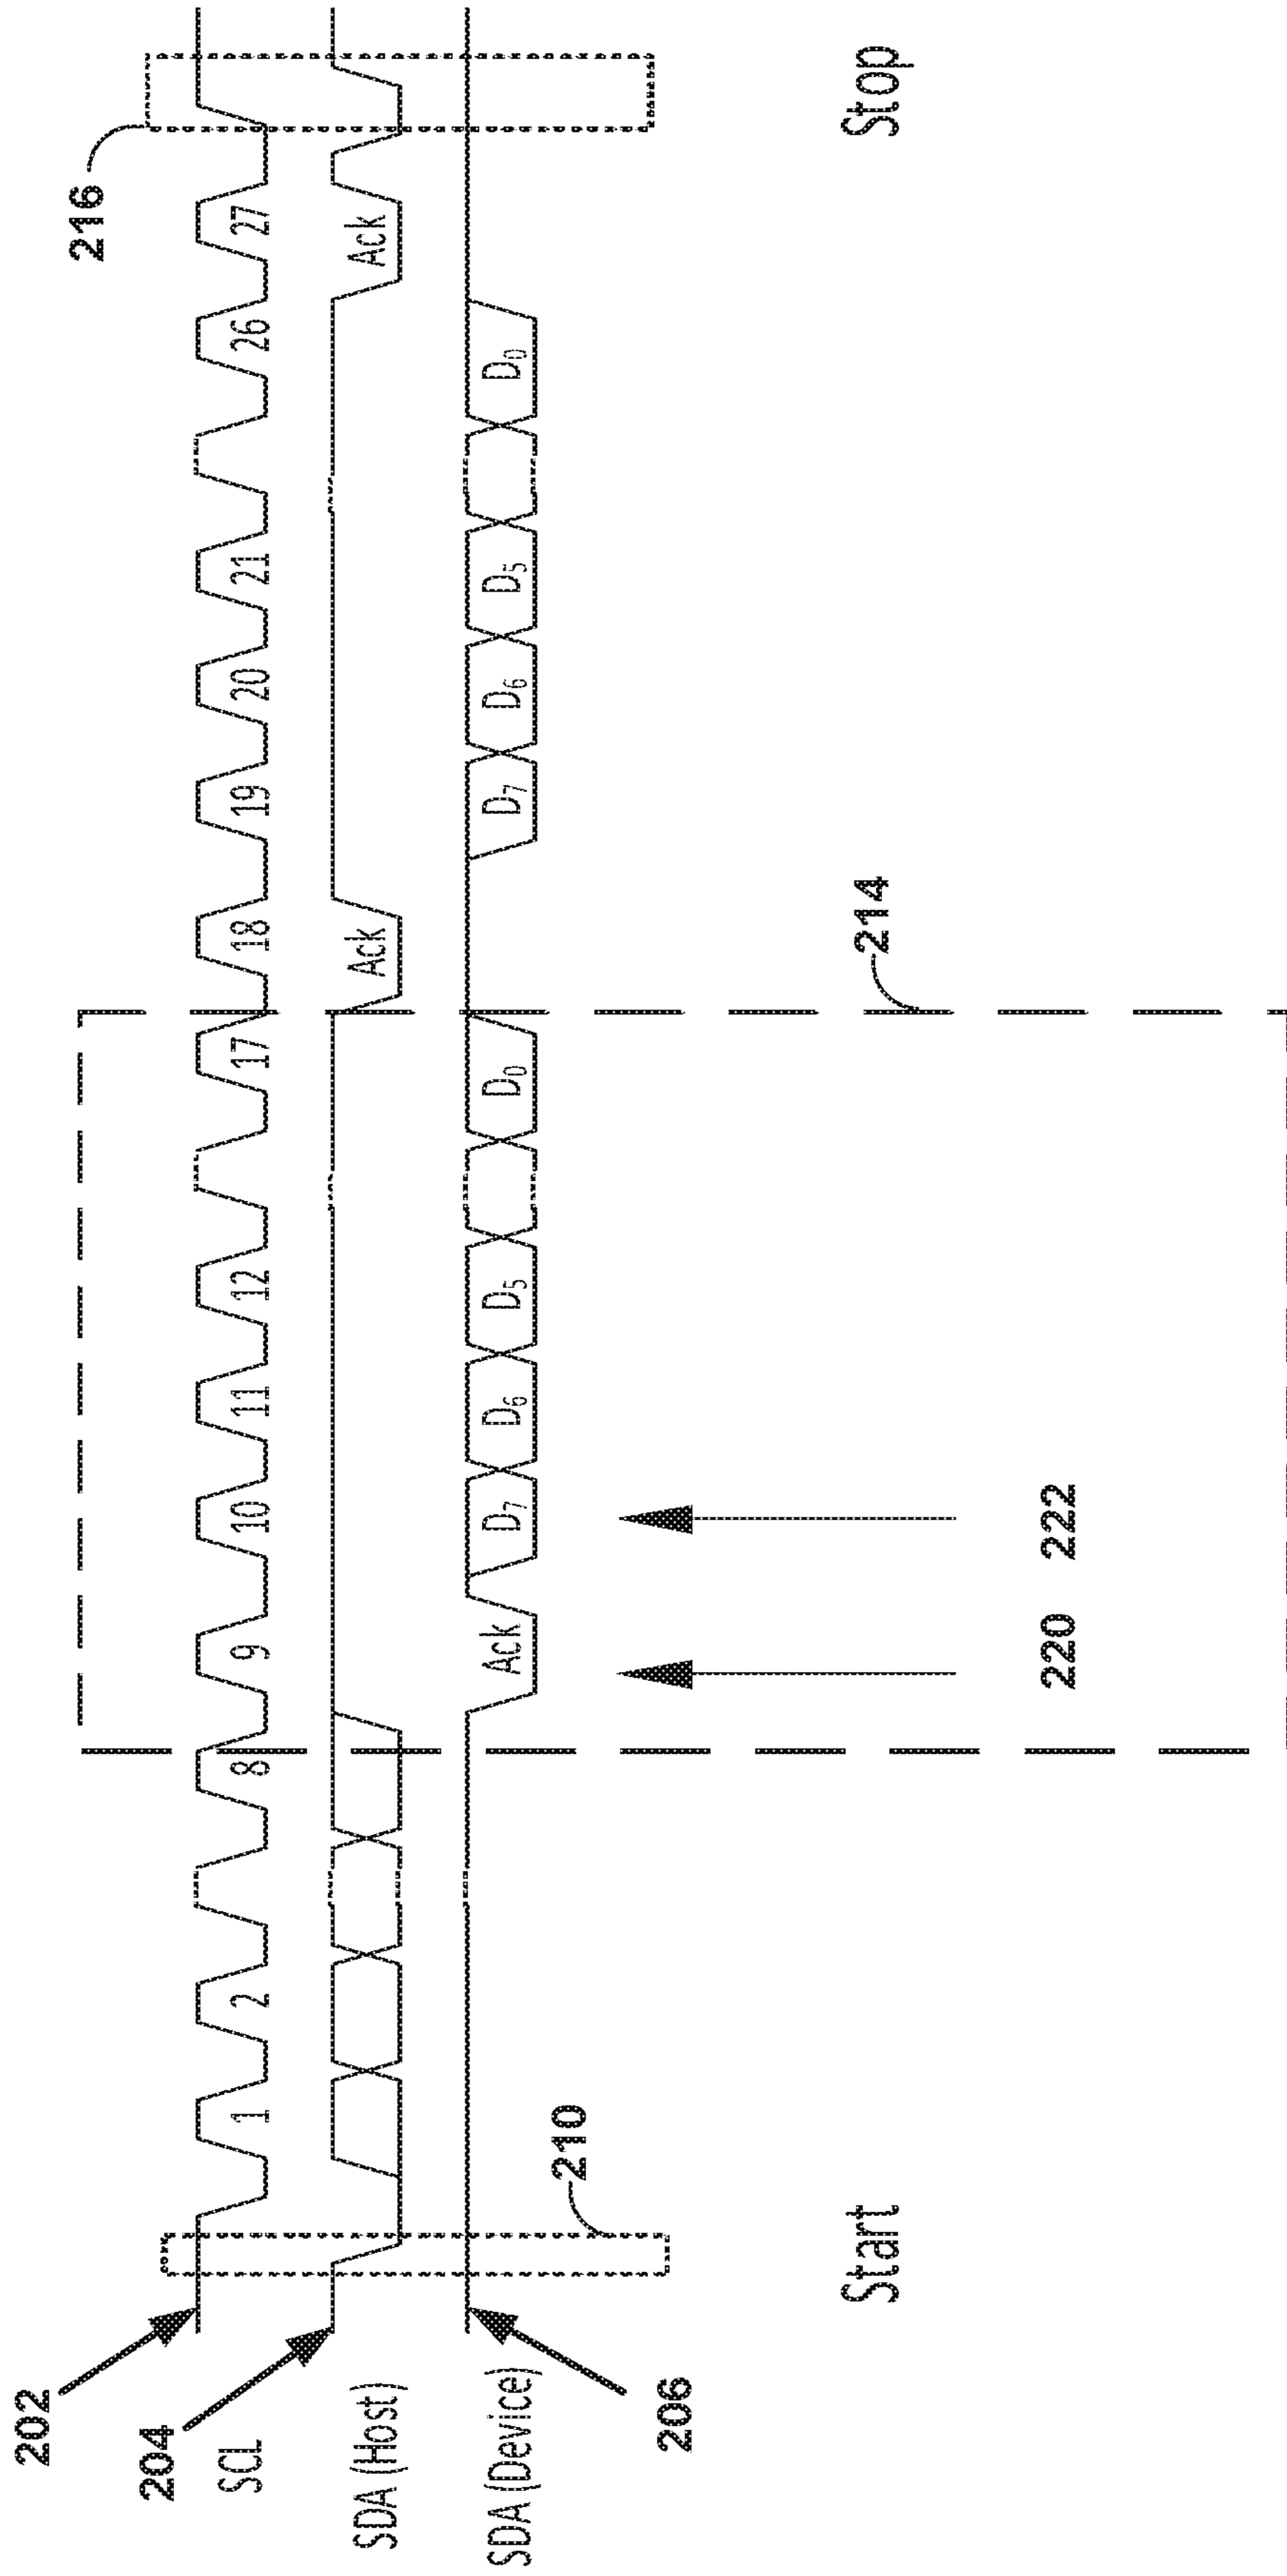 202
204
SCL
1
2
8
9
10
11
12
17
18
19
20
21
26
27
216
SDA (Host)
Ack
Ack
SDA (Device)
Ack
D7
D6
D5
D0
D7
D6
D5
D0
206
210
Start
214
Stop
220
222